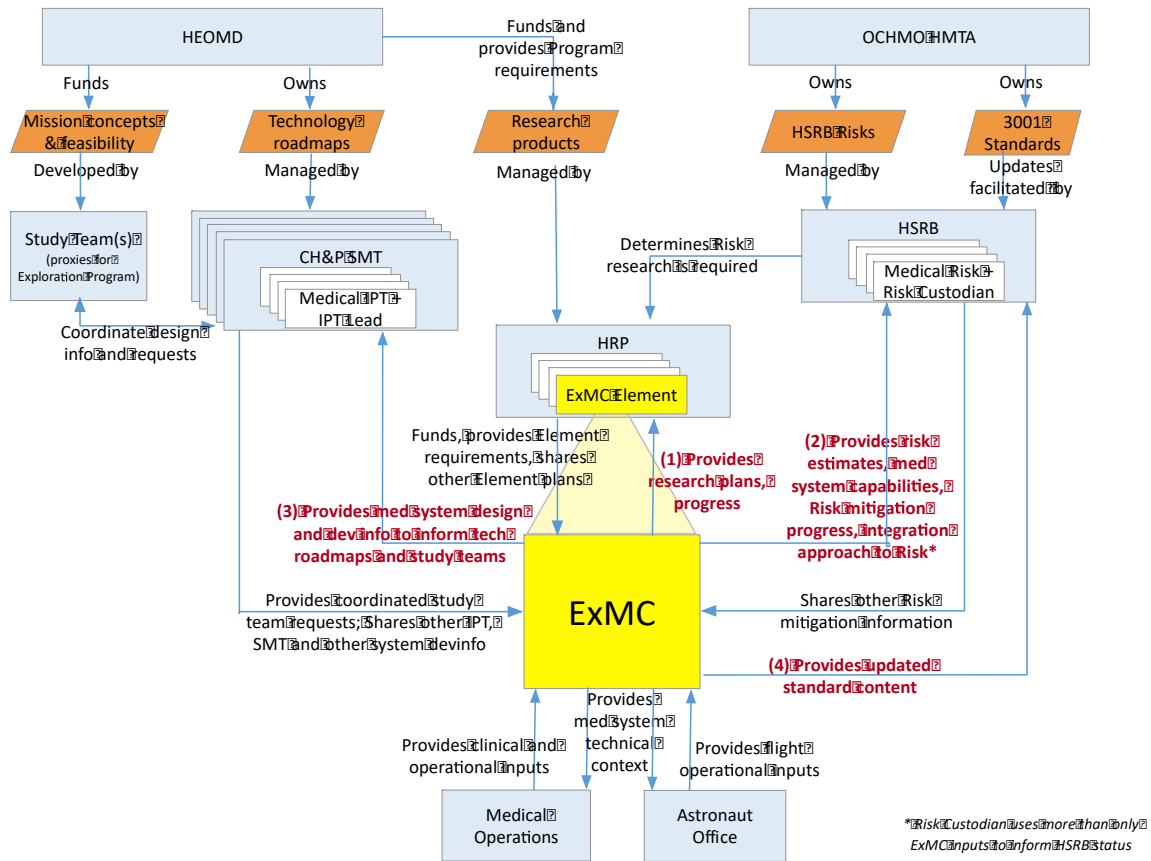 HEOMD
Funds and
provides Program
requirements
OCHMO HMTA
Funds
Owns
Owns
Owns
Mission concepts
& feasibility
Technology
roadmaps
Research
products
HSRB Risks
3001
Standards
Developed by
Managed by
Managed by
Managed by
Updates
facilitated by
Study Team(s)
(proxies for
Exploration Program)
CH&P SMT
Medical IPT +
IPT Lead
Determines Risk
research is required
HSRB
Medical Risk +
Risk Custodian
Coordinate design
info and requests
HRP
ExMC Element
Funds, provides Element
requirements, shares
other Element plans
(1) Provides
research plans,
progress
(2) Provides risk
estimates, med
system capabilities,
Risk mitigation
progress, integration
approach to Risk*
(3) Provides med system design
and dev info to inform tech
roadmaps and study teams
ExMC
Provides coordinated study
team requests; Shares other IPT,
SMT and other system devinfo
Shares other Risk
mitigation information
(4) Provides updated
standard content
Provides clinical and
operational inputs
Provides
med system
technical
context
Provides flight
operational inputs
Medical
Operations
Astronaut
Office
* Risk Custodian uses more than only
ExMC inputs to inform HSRB status